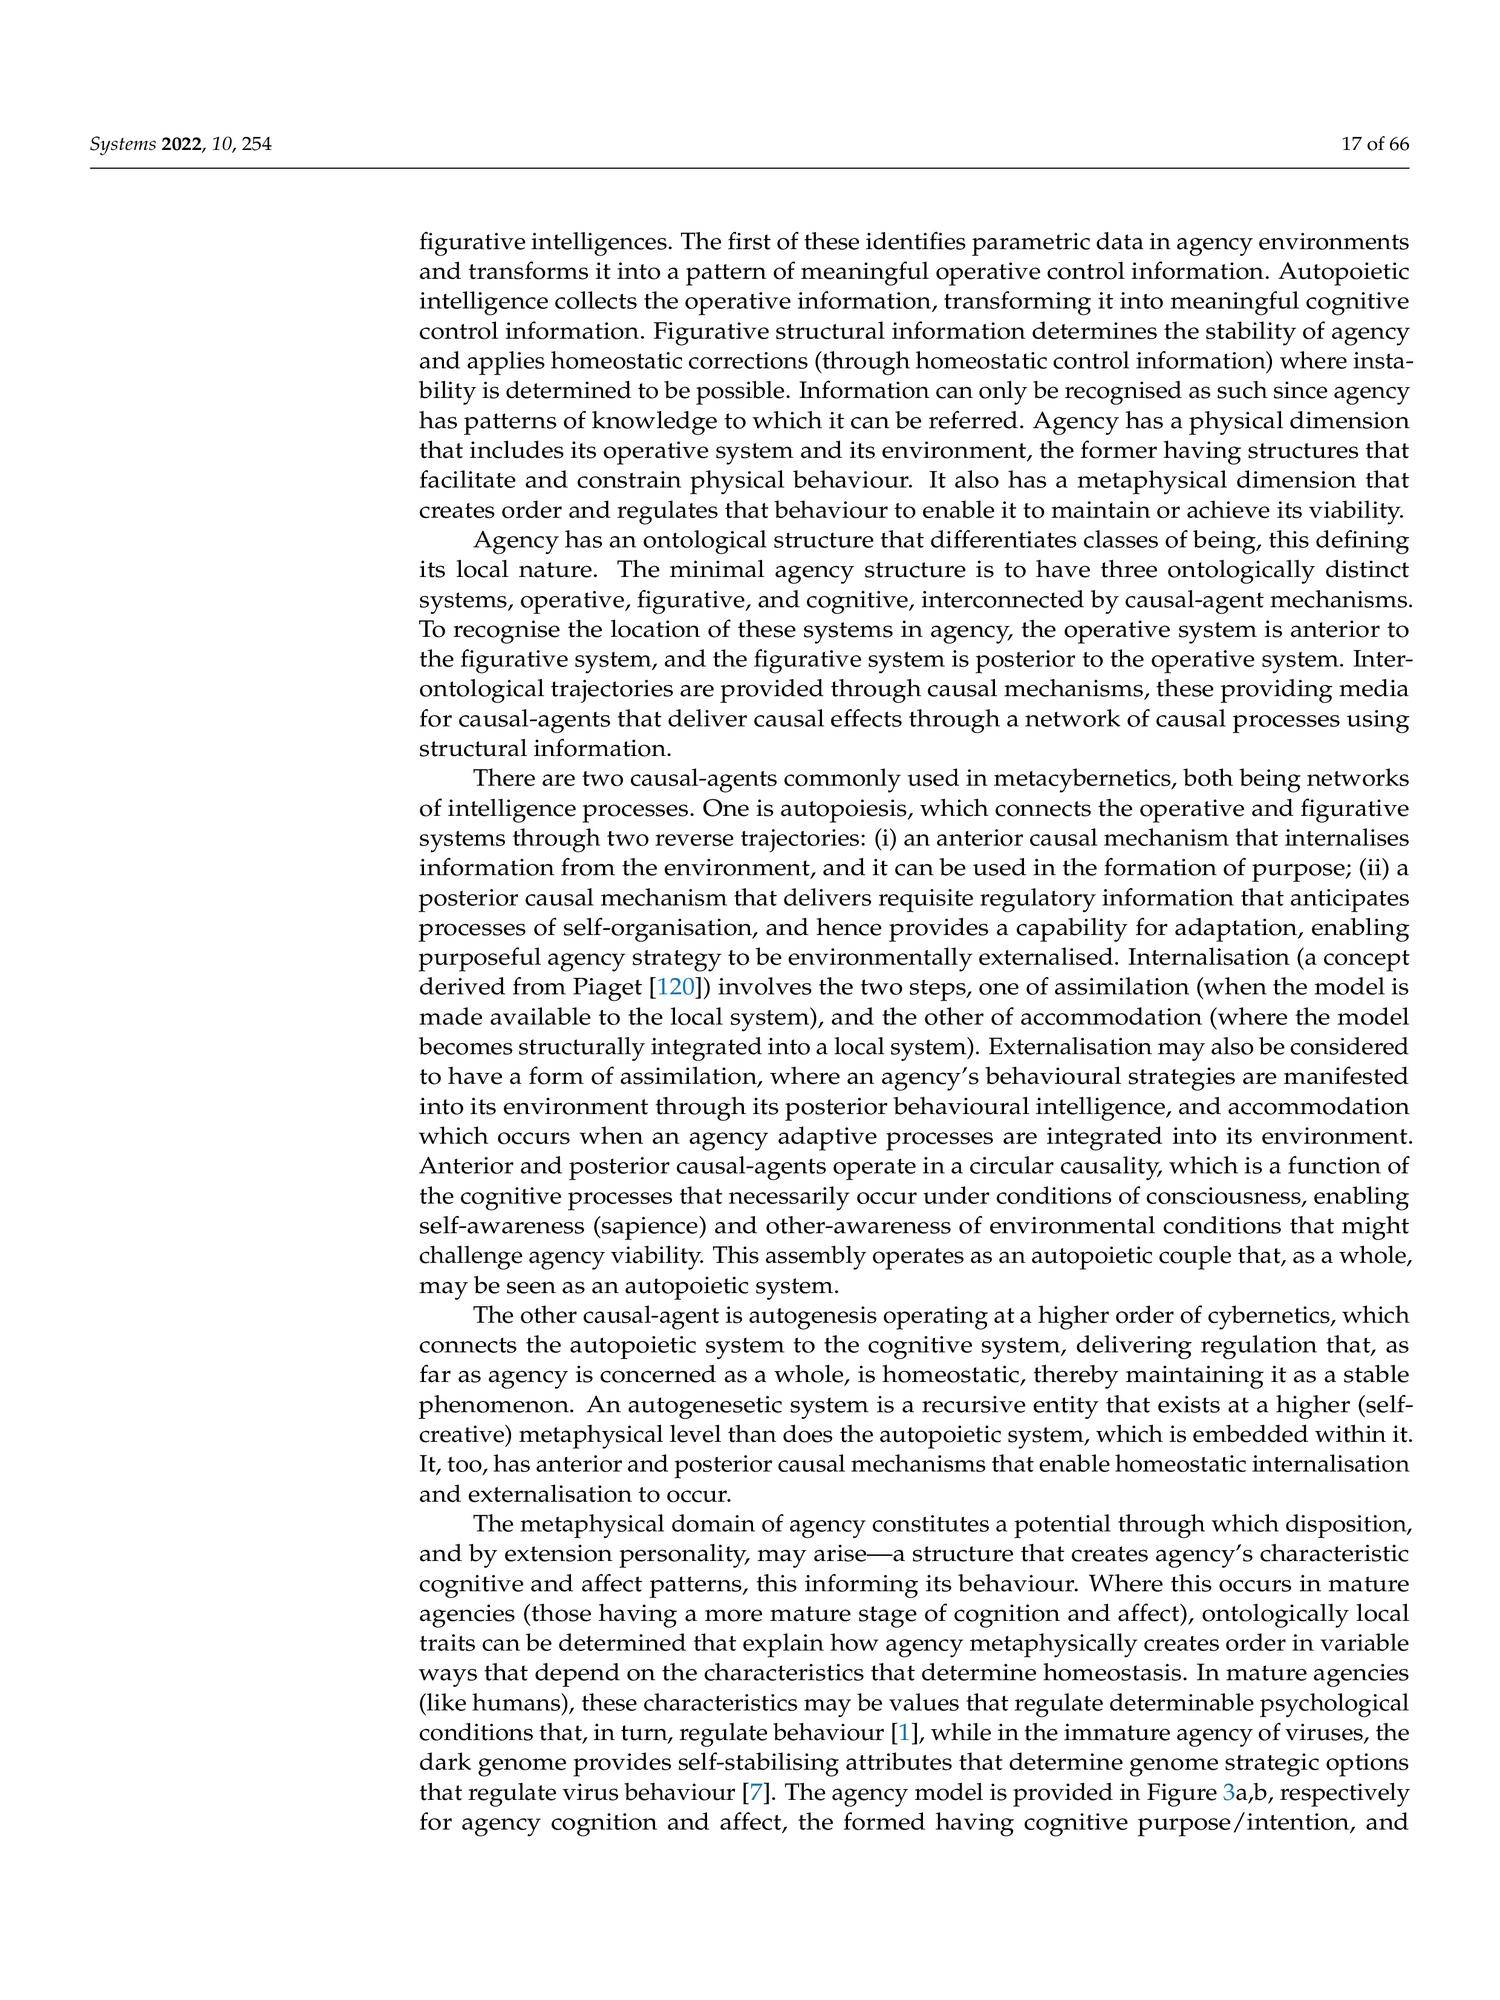 Systems 2022, 10, 254
17 of 66
figurative intelligences. The first of these identifies parametric data in agency environments
and transforms it into a pattern of meaningful operative control information. Autopoietic
intelligence collects the operative information, transforming it into meaningful cognitive
control information. Figurative structural information determines the stability of agency
and applies homeostatic corrections (through homeostatic control information) where insta-
bility is determined to be possible. Information can only be recognised as such since agency
has patterns of knowledge to which it can be referred. Agency has a physical dimension
that includes its operative system and its environment, the former having structures that
facilitate and constrain physical behaviour. It also has a metaphysical dimension that
creates order and regulates that behaviour to enable it to maintain or achieve its viability.
Agency has an ontological structure that differentiates classes of being, this defining
its local nature. The minimal agency structure is to have three ontologically distinct
systems, operative, figurative, and cognitive, interconnected by causal-agent mechanisms.
To recognise the location of these systems in agency, the operative system is anterior to
the figurative system, and the figurative system is posterior to the operative system. Inter-
ontological trajectories are provided through causal mechanisms, these providing media
for causal-agents that deliver causal effects through a network of causal processes using
structural information.
There are two causal-agents commonly used in metacybernetics, both being networks
of intelligence processes. One is autopoiesis, which connects the operative and figurative
systems through two reverse trajectories: (i) an anterior causal mechanism that internalises
information from the environment, and it can be used in the formation of purpose; (ii) a
posterior causal mechanism that delivers requisite regulatory information that anticipates
processes of self-organisation, and hence provides a capability for adaptation, enabling
purposeful agency strategy to be environmentally externalised. Internalisation (a concept
derived from Piaget [120]) involves the two steps, one of assimilation (when the model is
made available to the local system), and the other of accommodation (where the model
becomes structurally integrated into a local system). Externalisation may also be considered
to have a form of assimilation, where an agency's behavioural strategies are manifested
into its environment through its posterior behavioural intelligence, and accommodation
which occurs when an agency adaptive processes are integrated into its environment.
Anterior and posterior causal-agents operate in a circular causality, which is a function of
the cognitive processes that necessarily occur under conditions of consciousness, enabling
self-awareness (sapience) and other-awareness of environmental conditions that might
challenge agency viability. This assembly operates as an autopoietic couple that, as a whole,
may be seen as an autopoietic system.
The other causal-agent is autogenesis operating at a higher order of cybernetics, which
connects the autopoietic system to the cognitive system, delivering regulation that, as
far as agency is concerned as a whole, is homeostatic, thereby maintaining it as a stable
phenomenon. An autogenesetic system is a recursive entity that exists at a higher (self-
creative) metaphysical level than does the autopoietic system, which is embedded within it.
It, too, has anterior and posterior causal mechanisms that enable homeostatic internalisation
and externalisation to occur.
The metaphysical domain of agency constitutes a potential through which disposition,
and by extension personality, may arise—a structure that creates agency's characteristic
cognitive and affect patterns, this informing its behaviour. Where this occurs in mature
agencies (those having a more mature stage of cognition and affect), ontologically local
traits can be determined that explain how agency metaphysically creates order in variable
ways that depend on the characteristics that determine homeostasis. In mature agencies
(like humans), these characteristics may be values that regulate determinable psychological
conditions that, in turn, regulate behaviour [1], while in the immature agency of viruses, the
dark genome provides self-stabilising attributes that determine genome strategic options
that regulate virus behaviour [7]. The agency model is provided in Figure 3a,b, respectively
for agency cognition and affect, the formed having cognitive purpose/intention, and